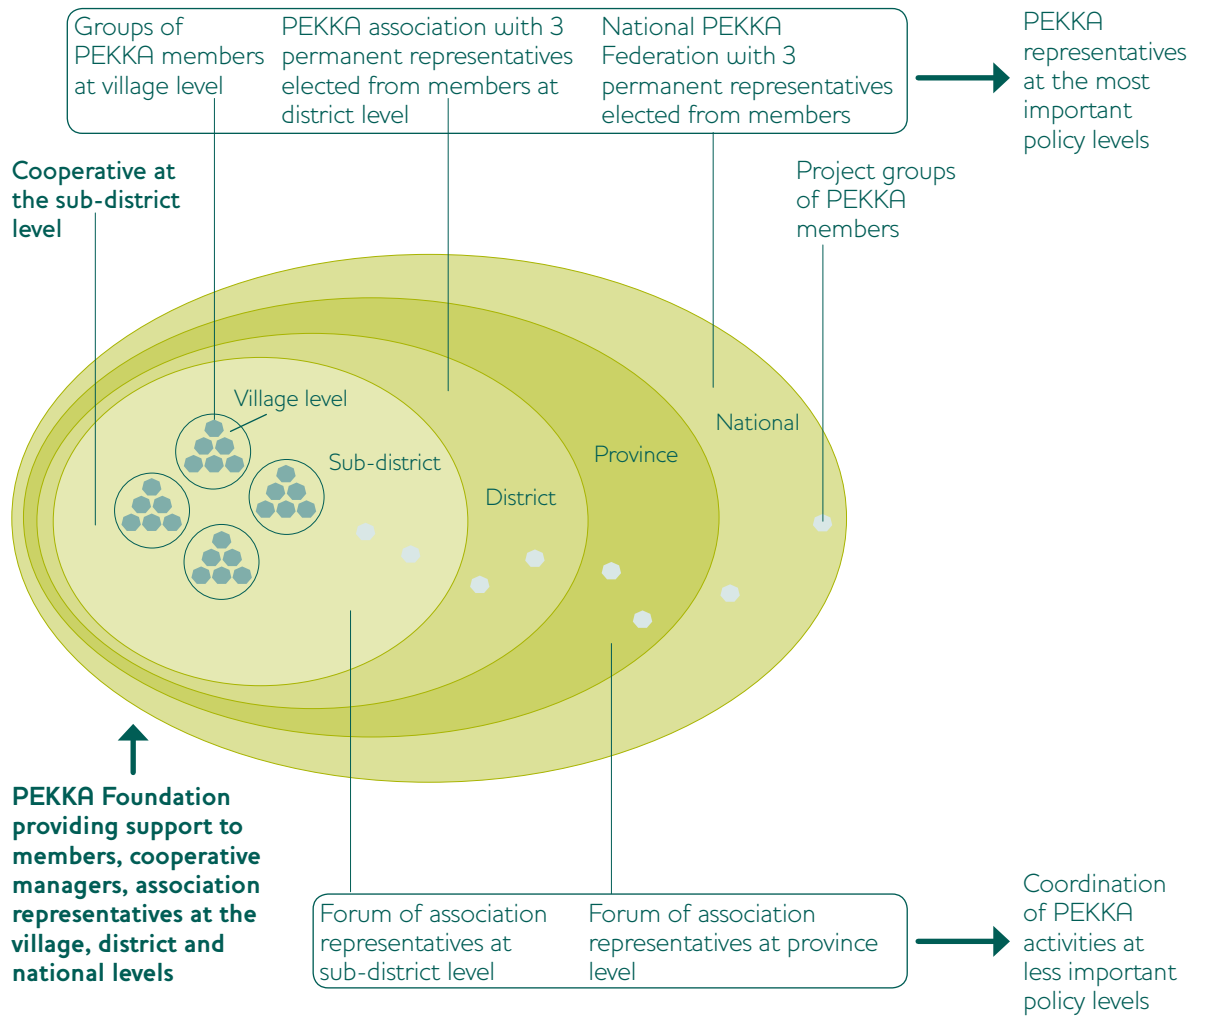 Groups of
PEKKA members
at village level
PEKKA association with 3
permanent representatives
elected from members at
district level
National PEKKA
Federation with 3
permanent representatives
elected from members
PEKKA
representatives
at the most
important
policy levels
Cooperative at
the sub-district
level
Project groups
of PEKKA
members
Village level
Sub-district
District
Province
National
PEKKA Foundation
providing support to
members, cooperative
managers, association
representatives at the
village, district and
national levels
Forum of association
representatives at
sub-district level
Forum of association
representatives at province
level
Coordination
of PEKKA
activities at
less important
policy levels